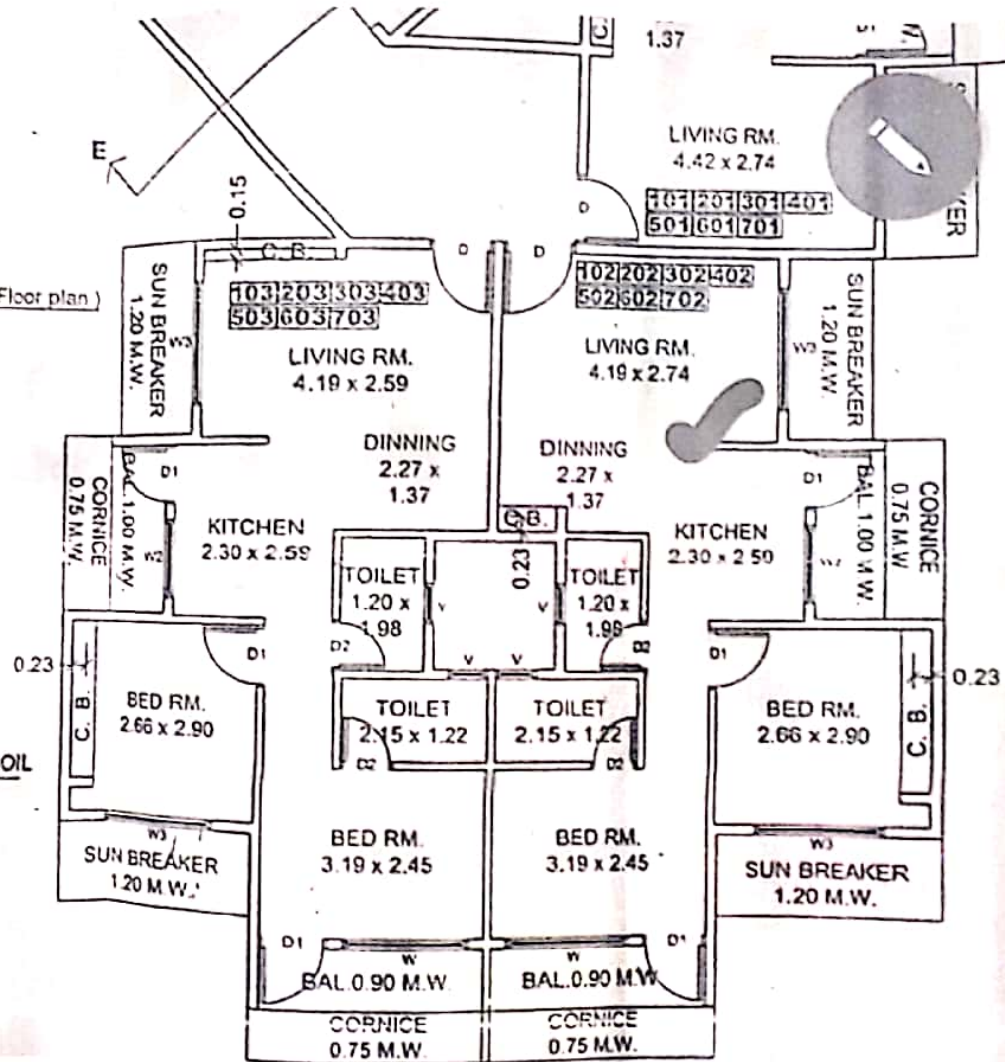 C.
1.37
W.
LIVING RM.
4.42 x 2.74
101 201 301 401
501 601 701
E
0.15
D
C. B.
D
D
Floor plan )
103 203 303 403
503 603 703
102 202 302 402
502 602 702
SUN BREAKER
1.20 M.W.
W3
LIVING RM.
4.19 x 2.59
LIVING RM.
4.19 x 2.74
W3
SUN BREAKER
1.20 M.W.
DINNING
2.27 x
1.37
DINNING
2.27 x
1.37
CORNICE
0.75 M.W.
BAL. 1.00 M.W.
D1
W2
KITCHEN
2.30 x 2.59
C.B.
0.23
KITCHEN
2.30 x 2.59
D1
BAL. 1.00 M.W.
CORNICE
0.75 M.W
TOILET
1.20 x
1.98
V
V
TOILET
1.20 x
1.98
D2
D2
V
V
0.23
D1
D1
0.23
C. B.
BED RM.
2.66 x 2.90
TOILET
2.15 x 1.22
TOILET
2.15 x 1.22
BED RM.
2.66 x 2.90
C. B.
OIL
D2
D2
W3
SUN BREAKER
1.20 M.W.
BED RM.
3.19 x 2.45
BED RM.
3.19 x 2.45
W3
SUN BREAKER
1.20 M.W.
D1
W
W
D1
BAL.0.90 M.W.
BAL.0.90 M.W
CORNICE
0.75 M.W.
CORNICE
0.75 M.W.